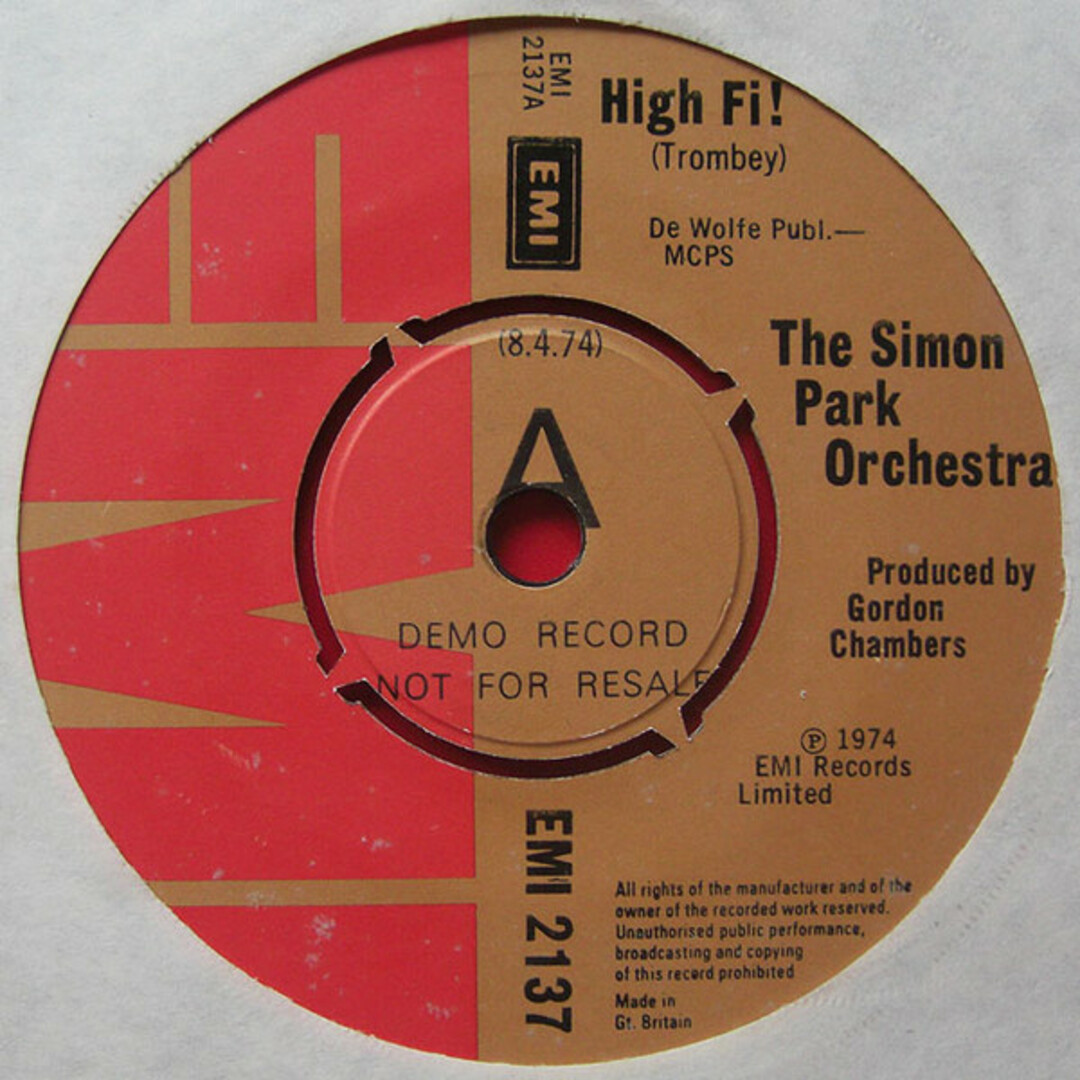 EMI
2137A
High Fi!
(Trombey)
EMI
De Wolfe Publ.—
MCPS
(8.4.74)
The Simon
Park
Orchestra
A
Produced by
Gordon
Chambers
DEMO RECORD
NOT FOR RESALE
Ⓟ 1974
EMI Records
Limited
EMI 2137
All rights of the manufacturer and of the
owner of the recorded work reserved.
Unauthorised public performance,
broadcasting and copying
of this record prohibited
Made in
Gt. Britain